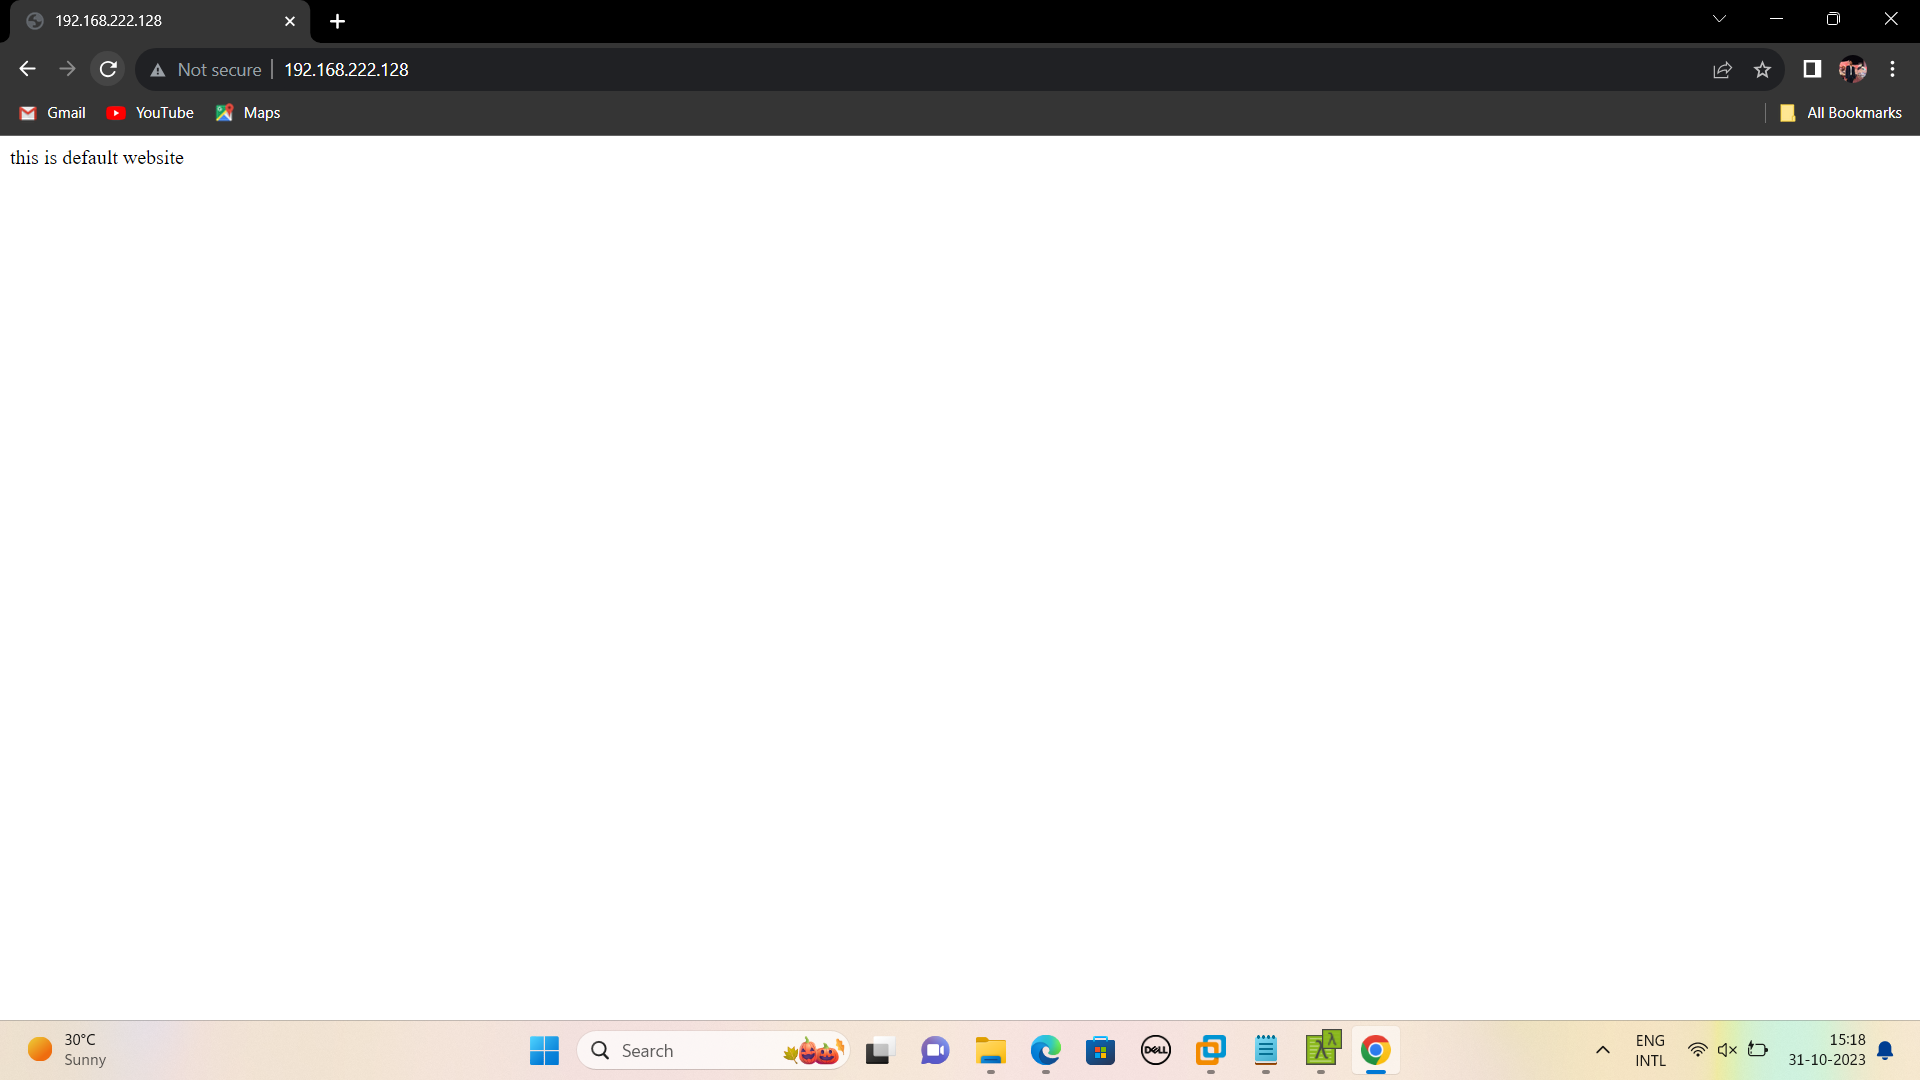 192.168.222.128
Not secure 192.168.222.128
Gmail YouTube Maps All Bookmarks
this is default website
30°C
Sunny
Search
DELL
λ λ
ENG
INTL
15:18
31-10-2023